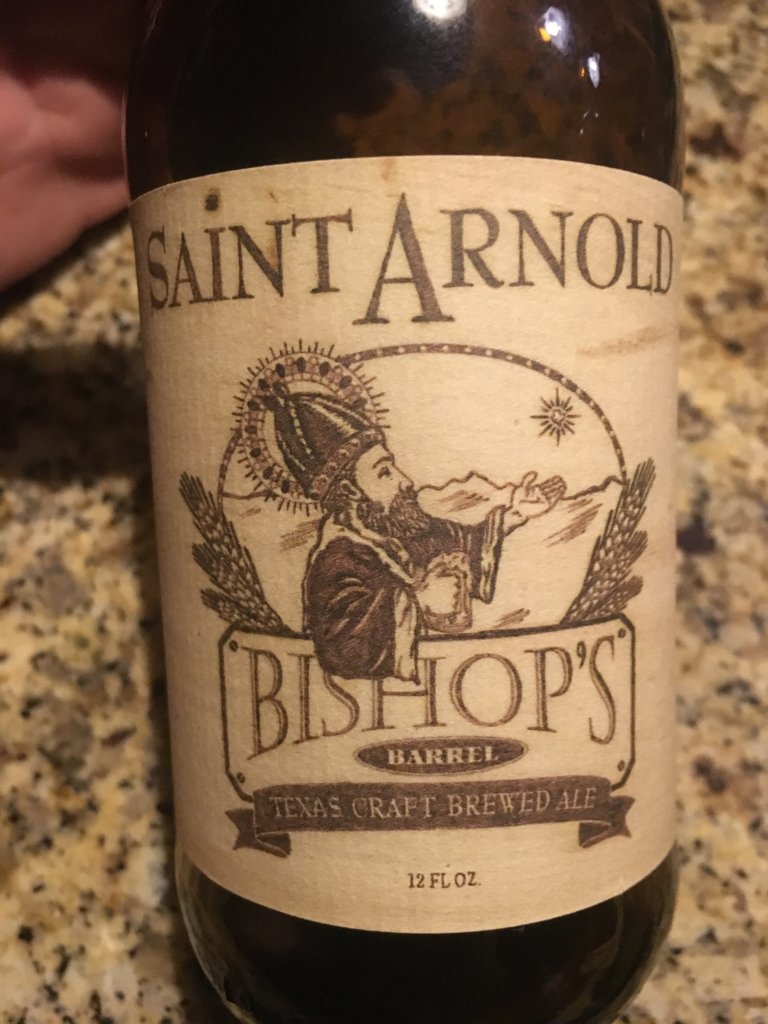 SAINT ARNOLD
BISHOP'S
BARREL
TEXAS CRAFT BREWED ALE
12 FL OZ.